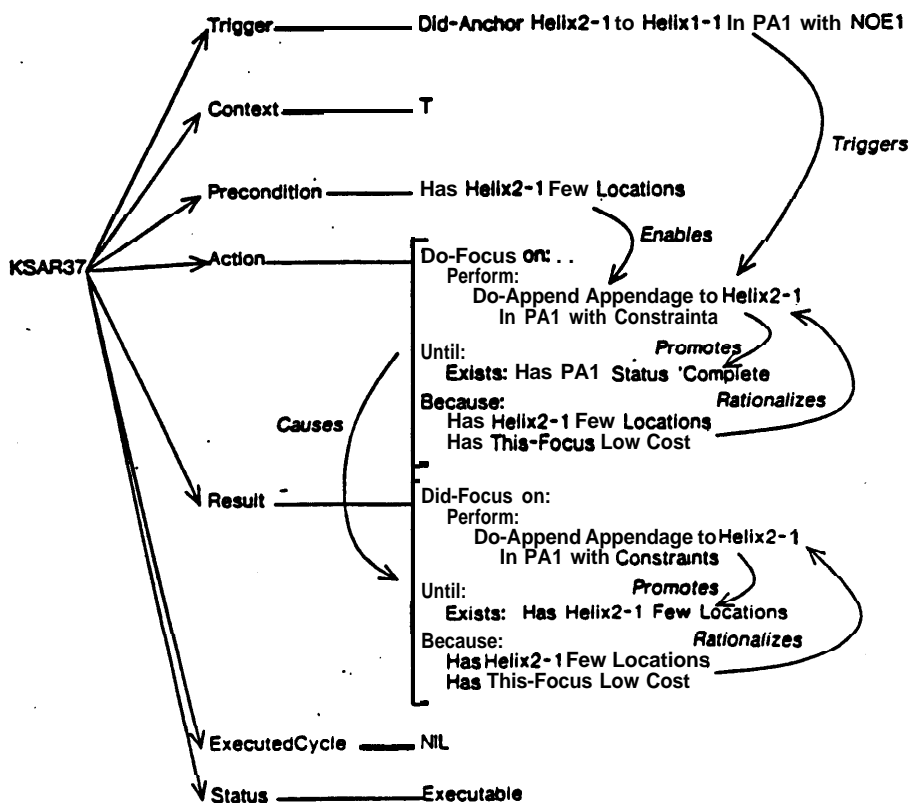 Trigger Did-Anchor Helix2-1 to Helix1-1 In PA1 with NOE1
Context T
Triggers
Precondition Has Helix2-1 Few Locations
Enables
KSAR37
Action Do-Focus on: . .
Perform:
Do-Append Appendage to Helix2-1
In PA1 with Constrainta
Promotes
Until:
Exists: Has PA1 Status 'Complete
Because: Rationalizes
Causes
Has Helix2-1 Few Locations
Has This-Focus Low Cost
Result Did-Focus on:
Perform:
Do-Append Appendage to Helix2-1
In PA1 with Constraints
Until: Promotes
Exists: Has Helix2-1 Few Locations
Because: Rationalizes
Has Helix2-1 Few Locations
Has This-Focus Low Cost
ExecutedCycle NIL
Status Executable